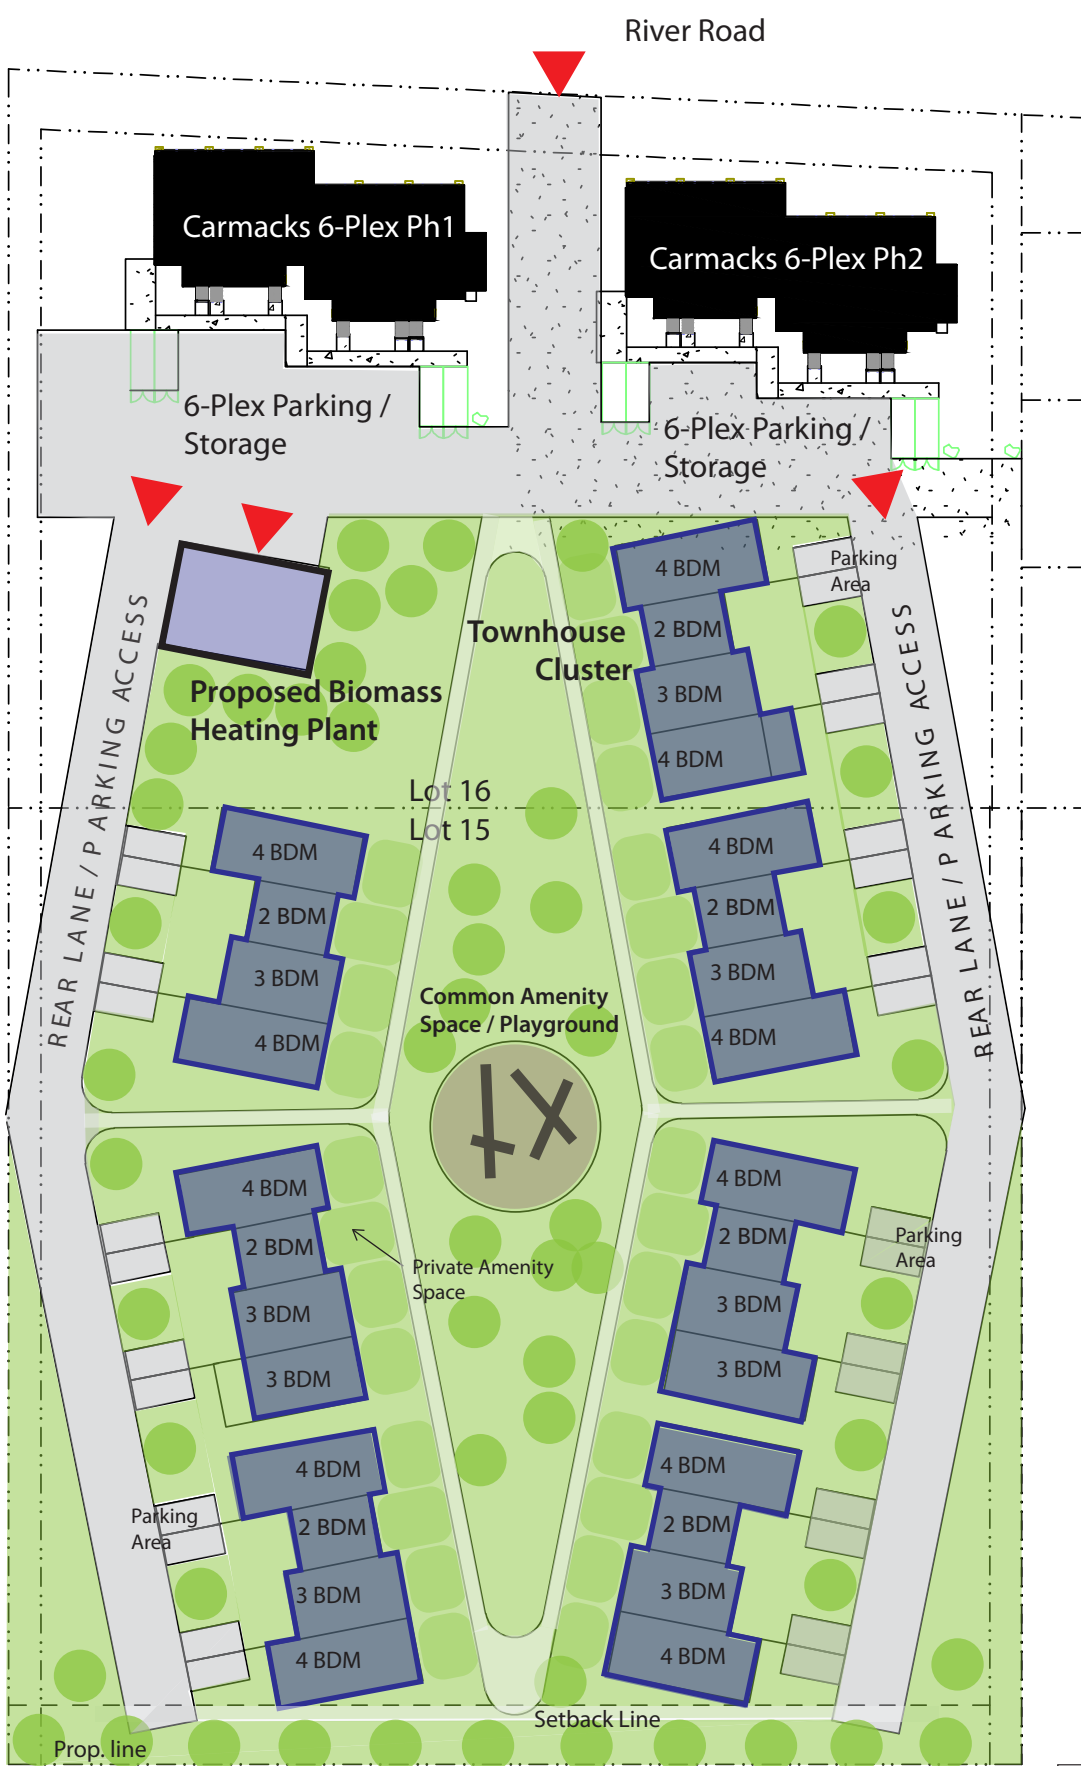 River Road
Carmacks 6-Plex Ph1
Carmacks 6-Plex Ph2
6-Plex Parking /
Storage
6-Plex Parking /
Storage
REAR LANE / PARKING ACCESS
Proposed Biomass
Heating Plant
Townhouse
Cluster
4 BDM
2 BDM
3 BDM
4 BDM
Parking
Area
REAR LANE / PARKING ACCESS
Lot 16
Lot 15
4 BDM
2 BDM
3 BDM
4 BDM
4 BDM
2 BDM
3 BDM
4 BDM
Common Amenity
Space / Playground
4 BDM
2 BDM
3 BDM
3 BDM
Private Amenity
Space
4 BDM
2 BDM
3 BDM
3 BDM
Parking
Area
Parking
Area
4 BDM
2 BDM
3 BDM
4 BDM
4 BDM
2 BDM
3 BDM
4 BDM
Setback Line
Prop. line